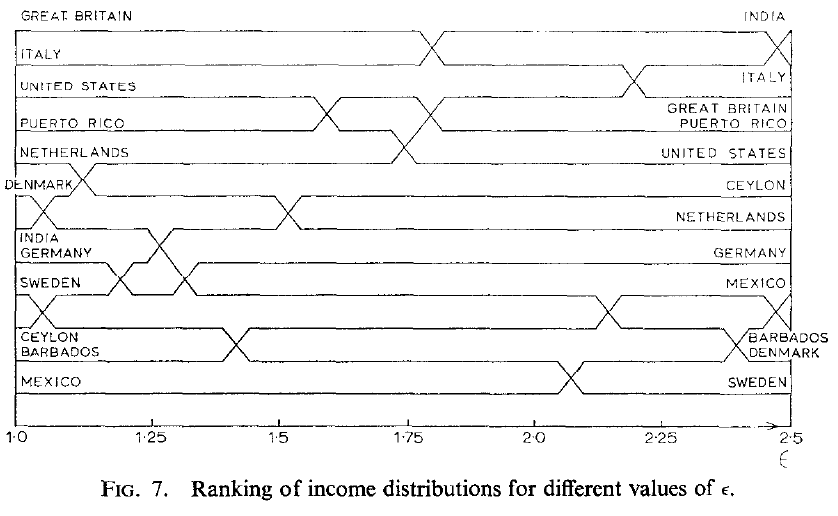 GREAT BRITAIN INDIA
ITALY
ITALY
UNITED STATES
GREAT BRITAIN
PUERTO RICO PUERTO RICO
NETHERLANDS UNITED STATES
DENMARK CEYLON
NETHERLANDS
INDIA
GERMANY GERMANY
SWEDEN MEXICO
CEYLON BARBADOS
BARBADOS DENMARK
MEXICO SWEDEN
1·0 1·25 1·5 1·75 2·0 2·25 2·5
ϵ
FIG. 7. Ranking of income distributions for different values of ϵ.